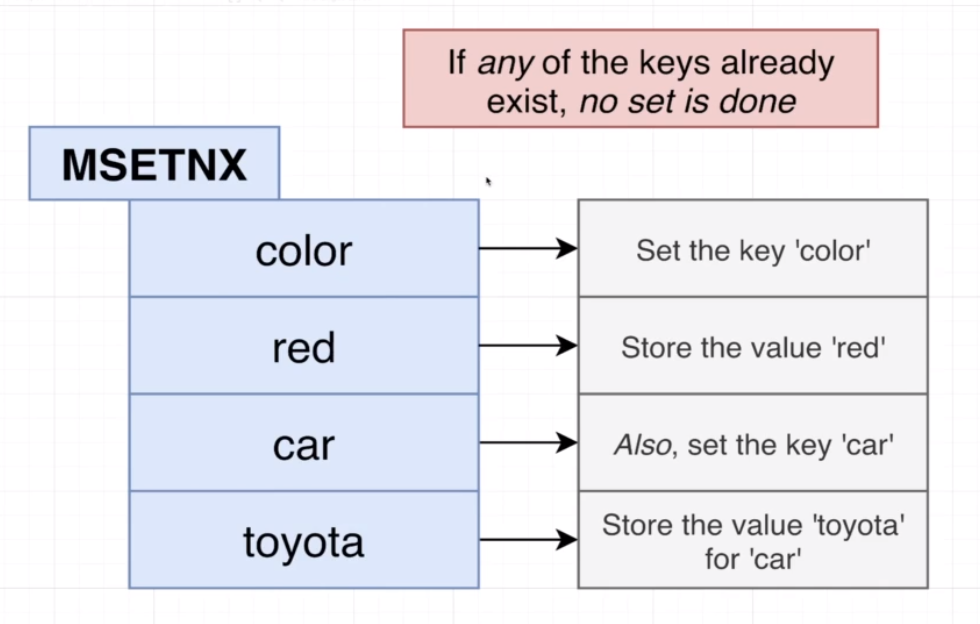 If any of the keys already
exist, no set is done
MSETNX
color
Set the key 'color'
red
Store the value 'red'
car
Also, set the key 'car'
toyota
Store the value 'toyota'
for 'car'